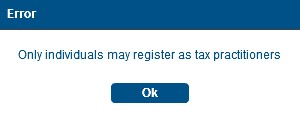 Error
Only individuals may register as tax practitioners
Ok